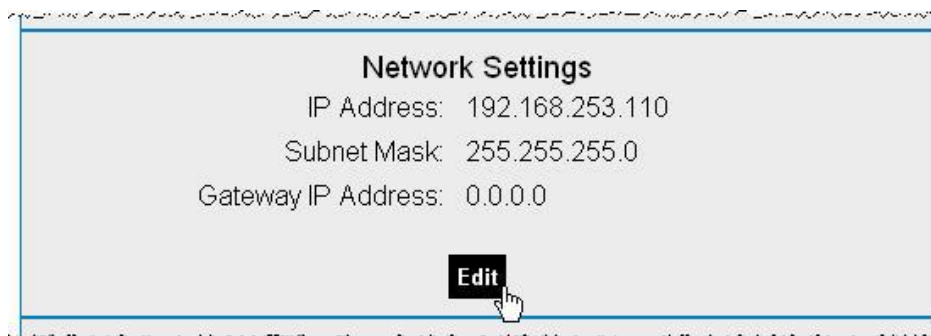 Network Settings
IP Address: 192.168.253.110
Subnet Mask: 255.255.255.0
Gateway IP Address: 0.0.0.0
Edit